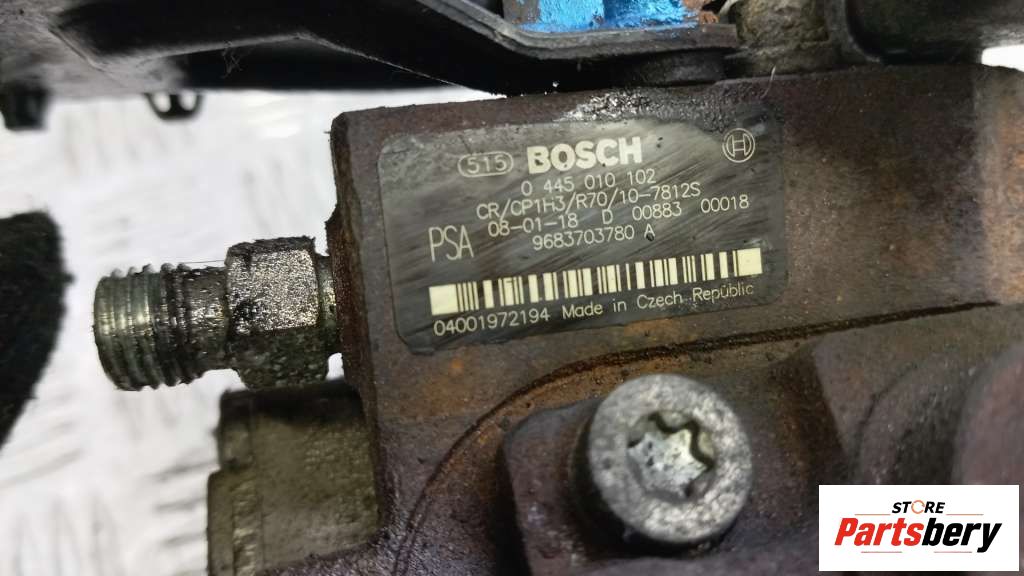 515 BOSCH
0 445 010 102
CR/CP1H3/R70/10-7812S
PSA 08-01-18 D 00883 00018
9683703780 A
04001972194 Made in Czech Republic
STORE
Partsbery